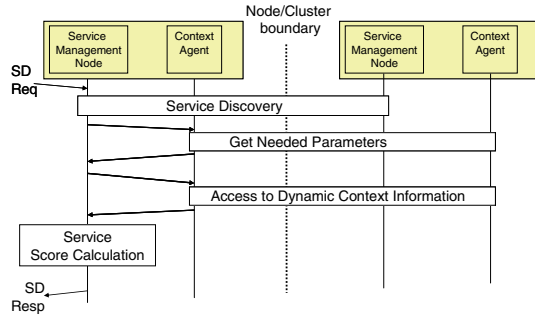 Node/Cluster
boundary
Service
Management
Node
Context
Agent
Service
Management
Node
Context
Agent
SD
Req
Service Discovery
Get Needed Parameters
Access to Dynamic Context Information
Service
Score Calculation
SD
Resp